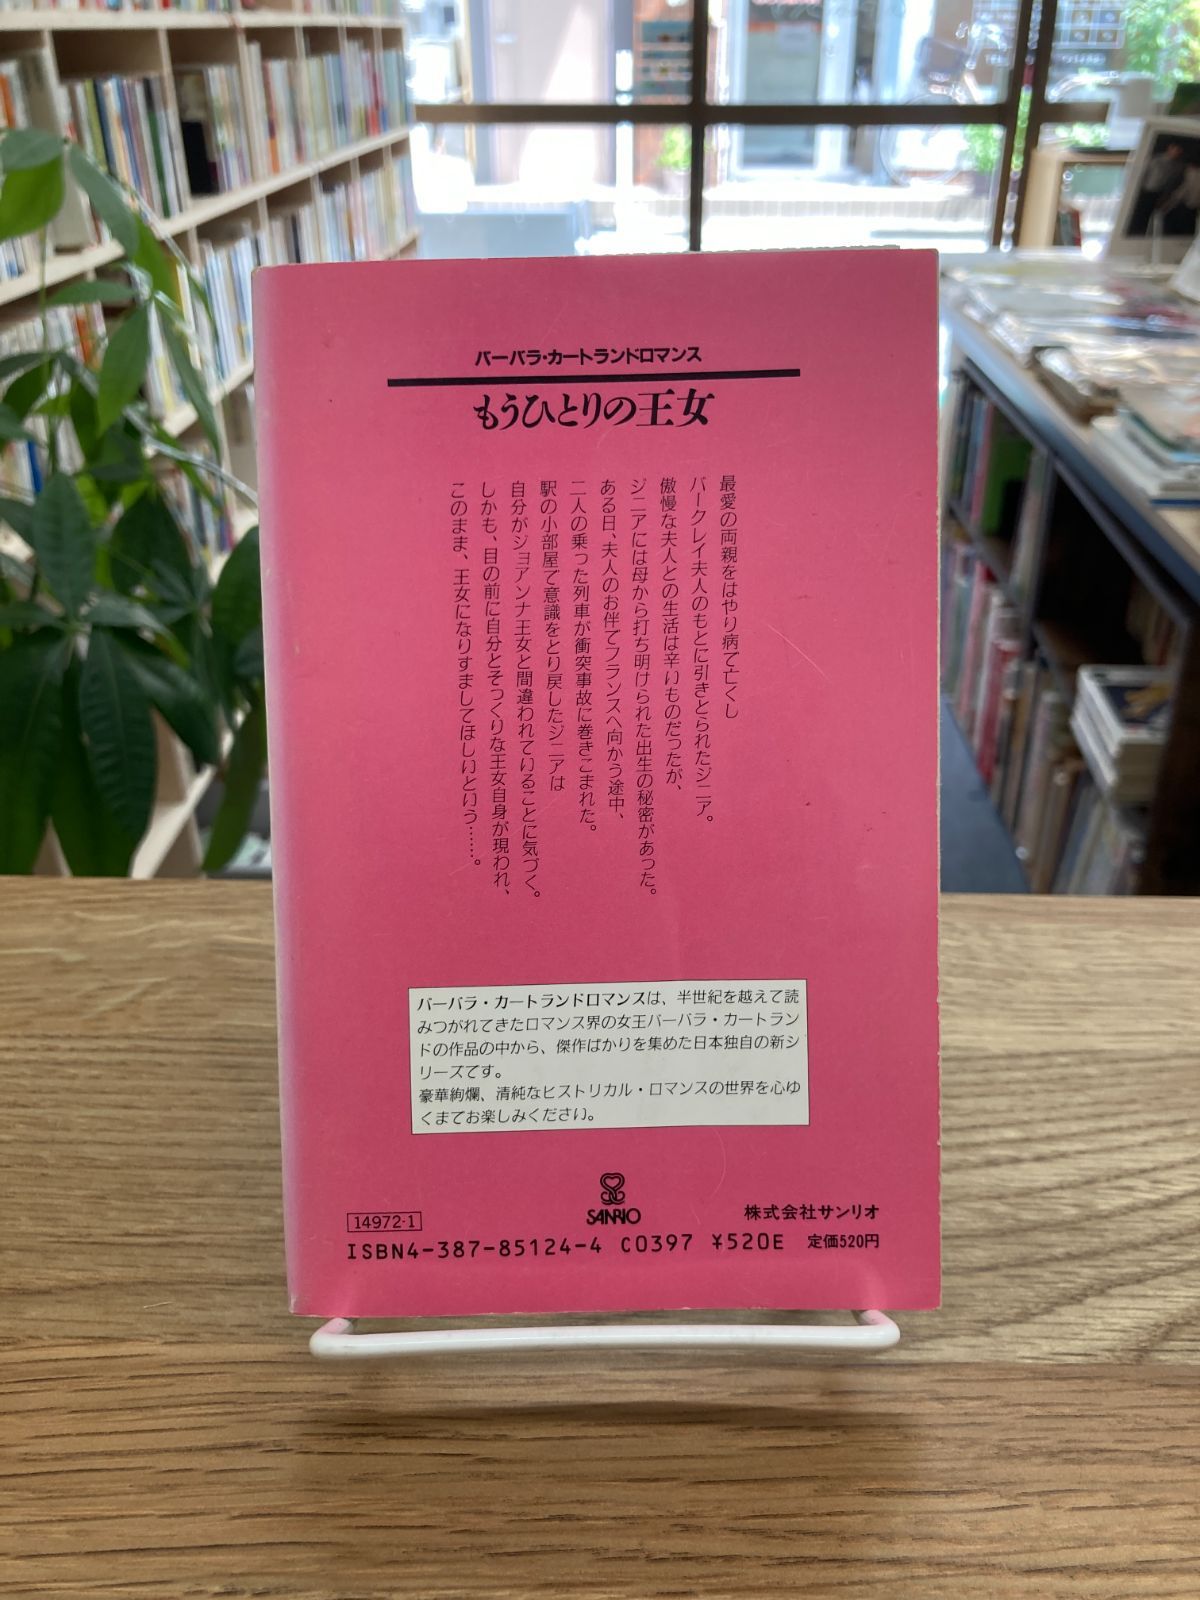 バーバラ・カートランドロマンス
もうひとりの王女
最愛の両親をはやり病で亡くし
バークレイ夫人のもとに引きとられたジニア。
傲慢な夫人との生活は辛いものだったが、
ジニアには母から打ち明けられた出生の秘密があった。
ある日、夫人のお伴でフランスへ向かう途中、
二人の乗った列車が衝突事故に巻きこまれた。
駅の小部屋で意識をとり戻したジニアは
自分がジョアンナ王女と間違われていることに気づく。
しかも、目の前に自分とそっくりな王女自身が現われ、
このまま、王女になりすましてほしいという……。
バーバラ・カートランドロマンスは、半世紀を越えて読
みつがれてきたロマンス界の女王バーバラ・カートラン
ドの作品の中から、傑作ばかりを集めた日本独自の新シ
リーズです。
豪華絢爛、清純なヒストリカル・ロマンスの世界を心ゆ
くまでお楽しみください。
SANRIO
14972-1
株式会社サンリオ
ISBN4-387-85124-4 C0397 ¥520E 定価520円